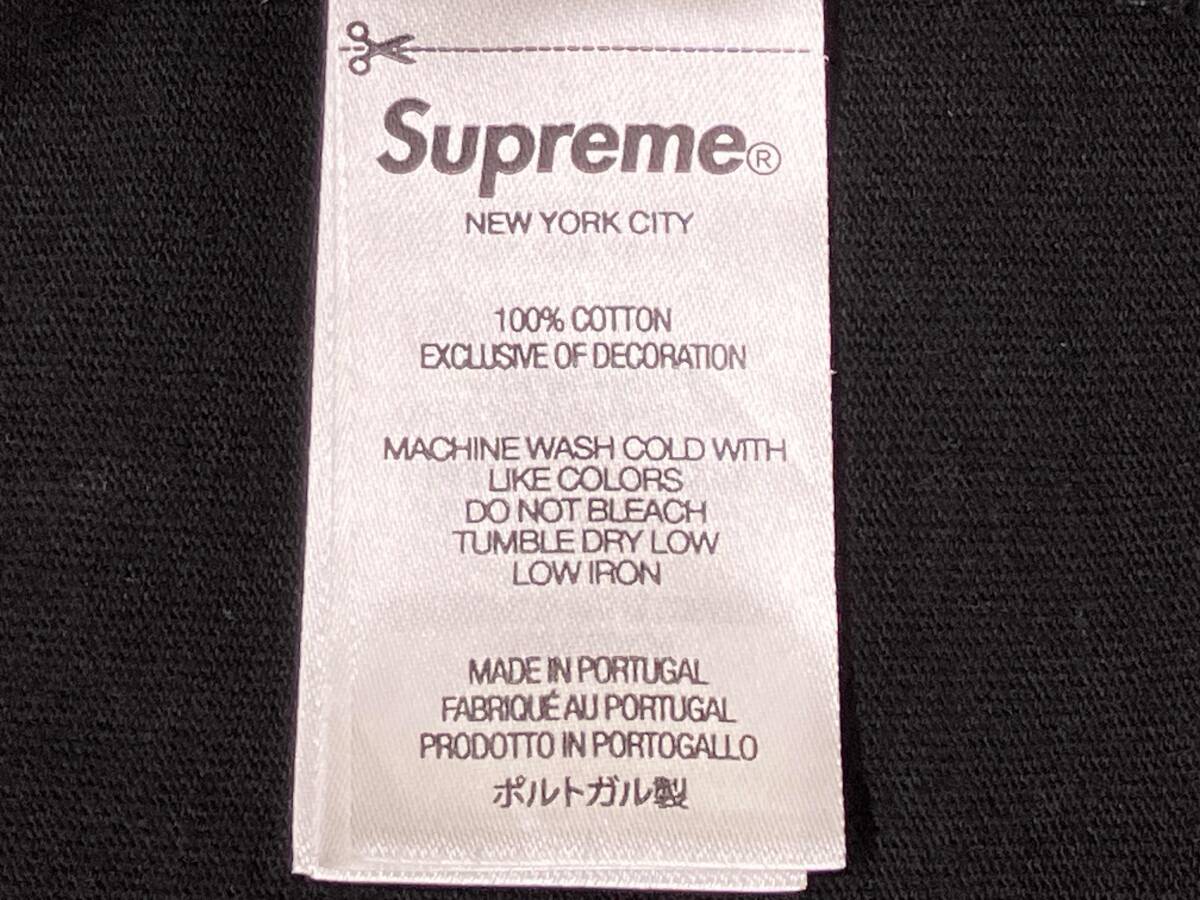 Supreme®
NEW YORK CITY
100% COTTON
EXCLUSIVE OF DECORATION
MACHINE WASH COLD WITH
LIKE COLORS
DO NOT BLEACH
TUMBLE DRY LOW
LOW IRON
MADE IN PORTUGAL
FABRIQUÉ AU PORTUGAL
PRODOTTO IN PORTOGALLO
ポルトガル製